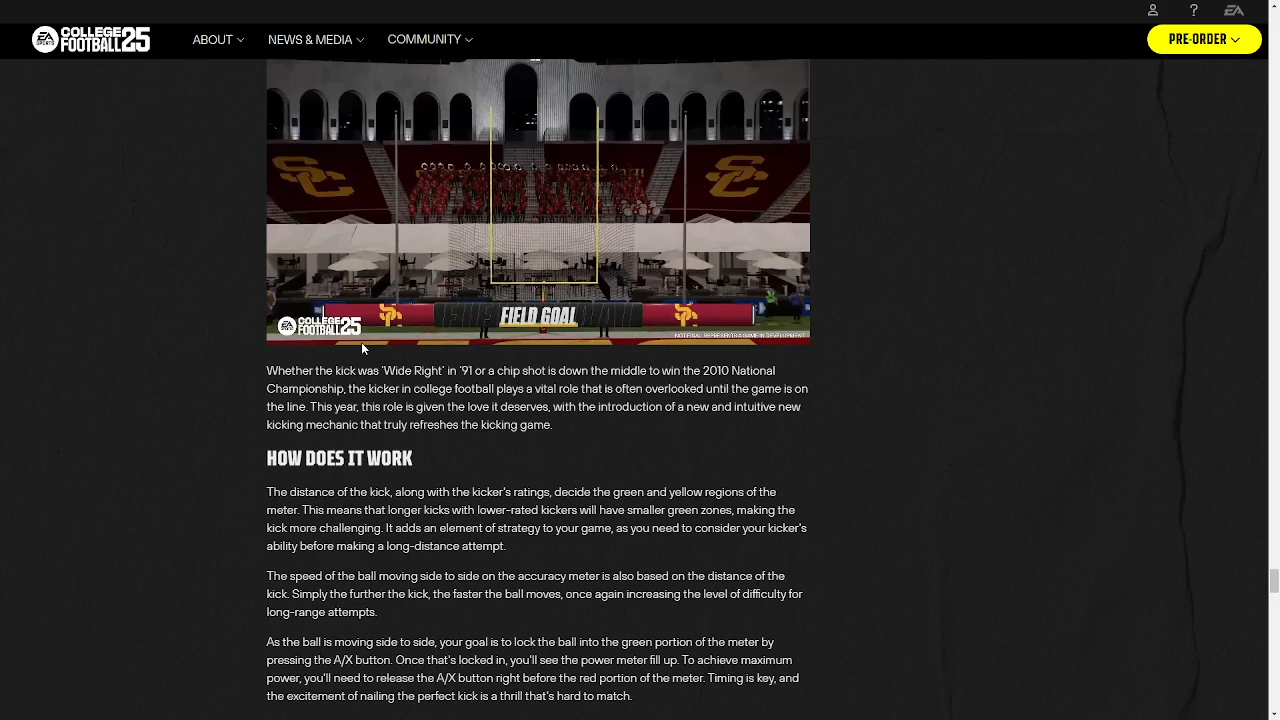 EA SPORTS
COLLEGE
FOOTBALL 25
ABOUT
NEWS & MEDIA
COMMUNITY
?
EA
PRE-ORDER
SC
SC
SC
FIELD GOAL
SC
EA SPORTS
COLLEGE
FOOTBALL 25
NOT FINAL. REPRESENTS A GAME IN DEVELOPMENT.
Whether the kick was ‘Wide Right’ in ‘91 or a chip shot is down the middle to win the 2010 National
Championship, the kicker in college football plays a vital role that is often overlooked until the game is on
the line. This year, this role is given the love it deserves, with the introduction of a new and intuitive new
kicking mechanic that truly refreshes the kicking game.
HOW DOES IT WORK
The distance of the kick, along with the kicker's ratings, decide the green and yellow regions of the
meter. This means that longer kicks with lower-rated kickers will have smaller green zones, making the
kick more challenging. It adds an element of strategy to your game, as you need to consider your kicker's
ability before making a long-distance attempt.
The speed of the ball moving side to side on the accuracy meter is also based on the distance of the
kick. Simply the further the kick, the faster the ball moves, once again increasing the level of difficulty for
long-range attempts.
As the ball is moving side to side, your goal is to lock the ball into the green portion of the meter by
pressing the A/X button. Once that's locked in, you'll see the power meter fill up. To achieve maximum
power, you'll need to release the A/X button right before the red portion of the meter. Timing is key, and
the excitement of nailing the perfect kick is a thrill that's hard to match.